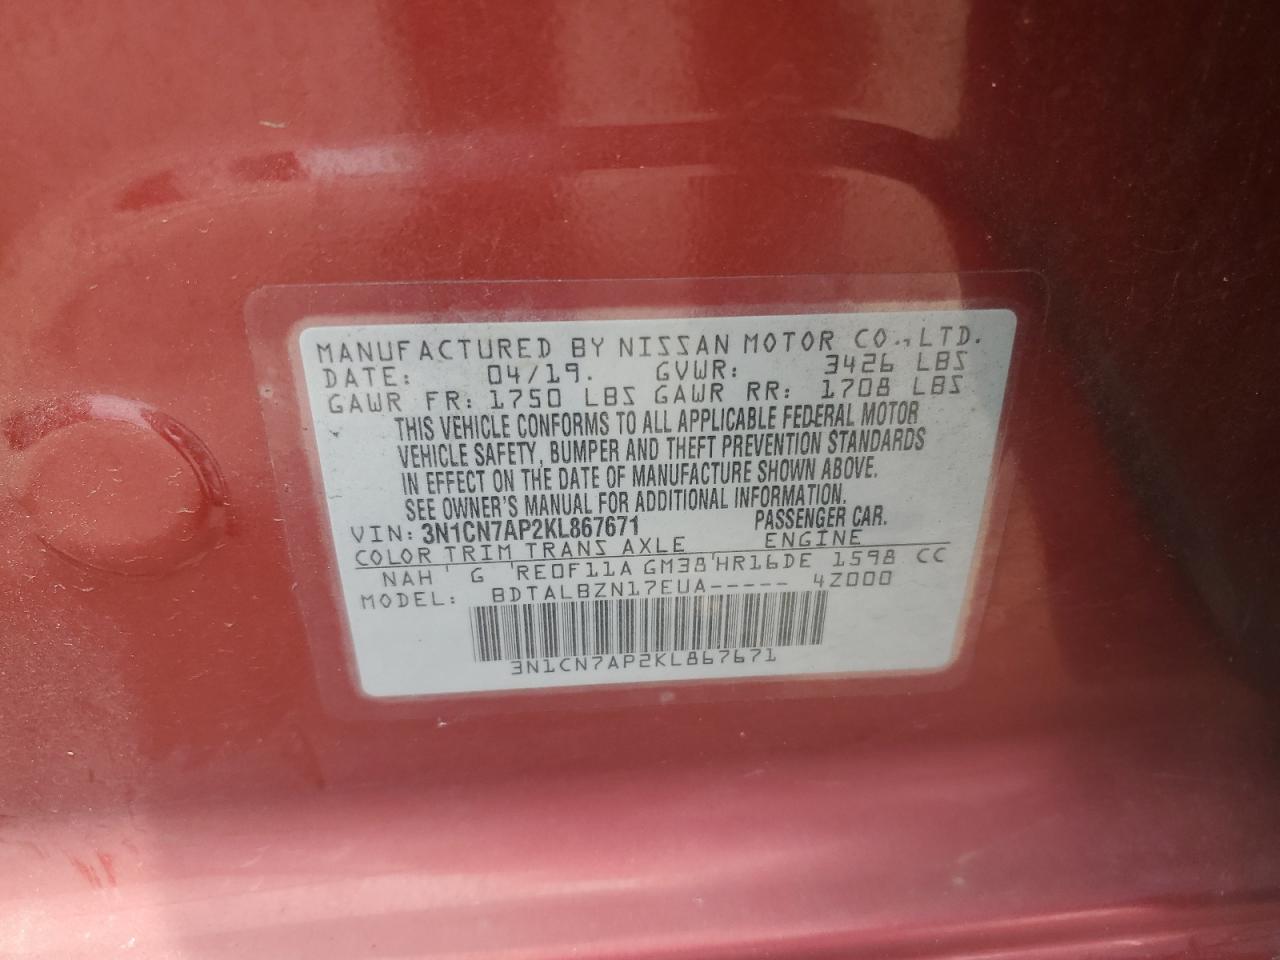 MANUFACTURED BY NISSAN MOTOR CO., LTD.
DATE: 04/19. GVWR: 3426 LBS
GAWR FR: 1750 LBS GAWR RR: 1708 LBS
THIS VEHICLE CONFORMS TO ALL APPLICABLE FEDERAL MOTOR
VEHICLE SAFETY, BUMPER AND THEFT PREVENTION STANDARDS
IN EFFECT ON THE DATE OF MANUFACTURE SHOWN ABOVE.
SEE OWNER'S MANUAL FOR ADDITIONAL INFORMATION.
VIN: 3N1CN7AP2KL867671 PASSENGER CAR.
COLOR TRIM TRANS AXLE ENGINE
NAH ' G 'RE0F11A GM38'HR16DE 1598 CC
MODEL: BDTALBZN17EUA----- 4Z000
3N1CN7AP2KL867671